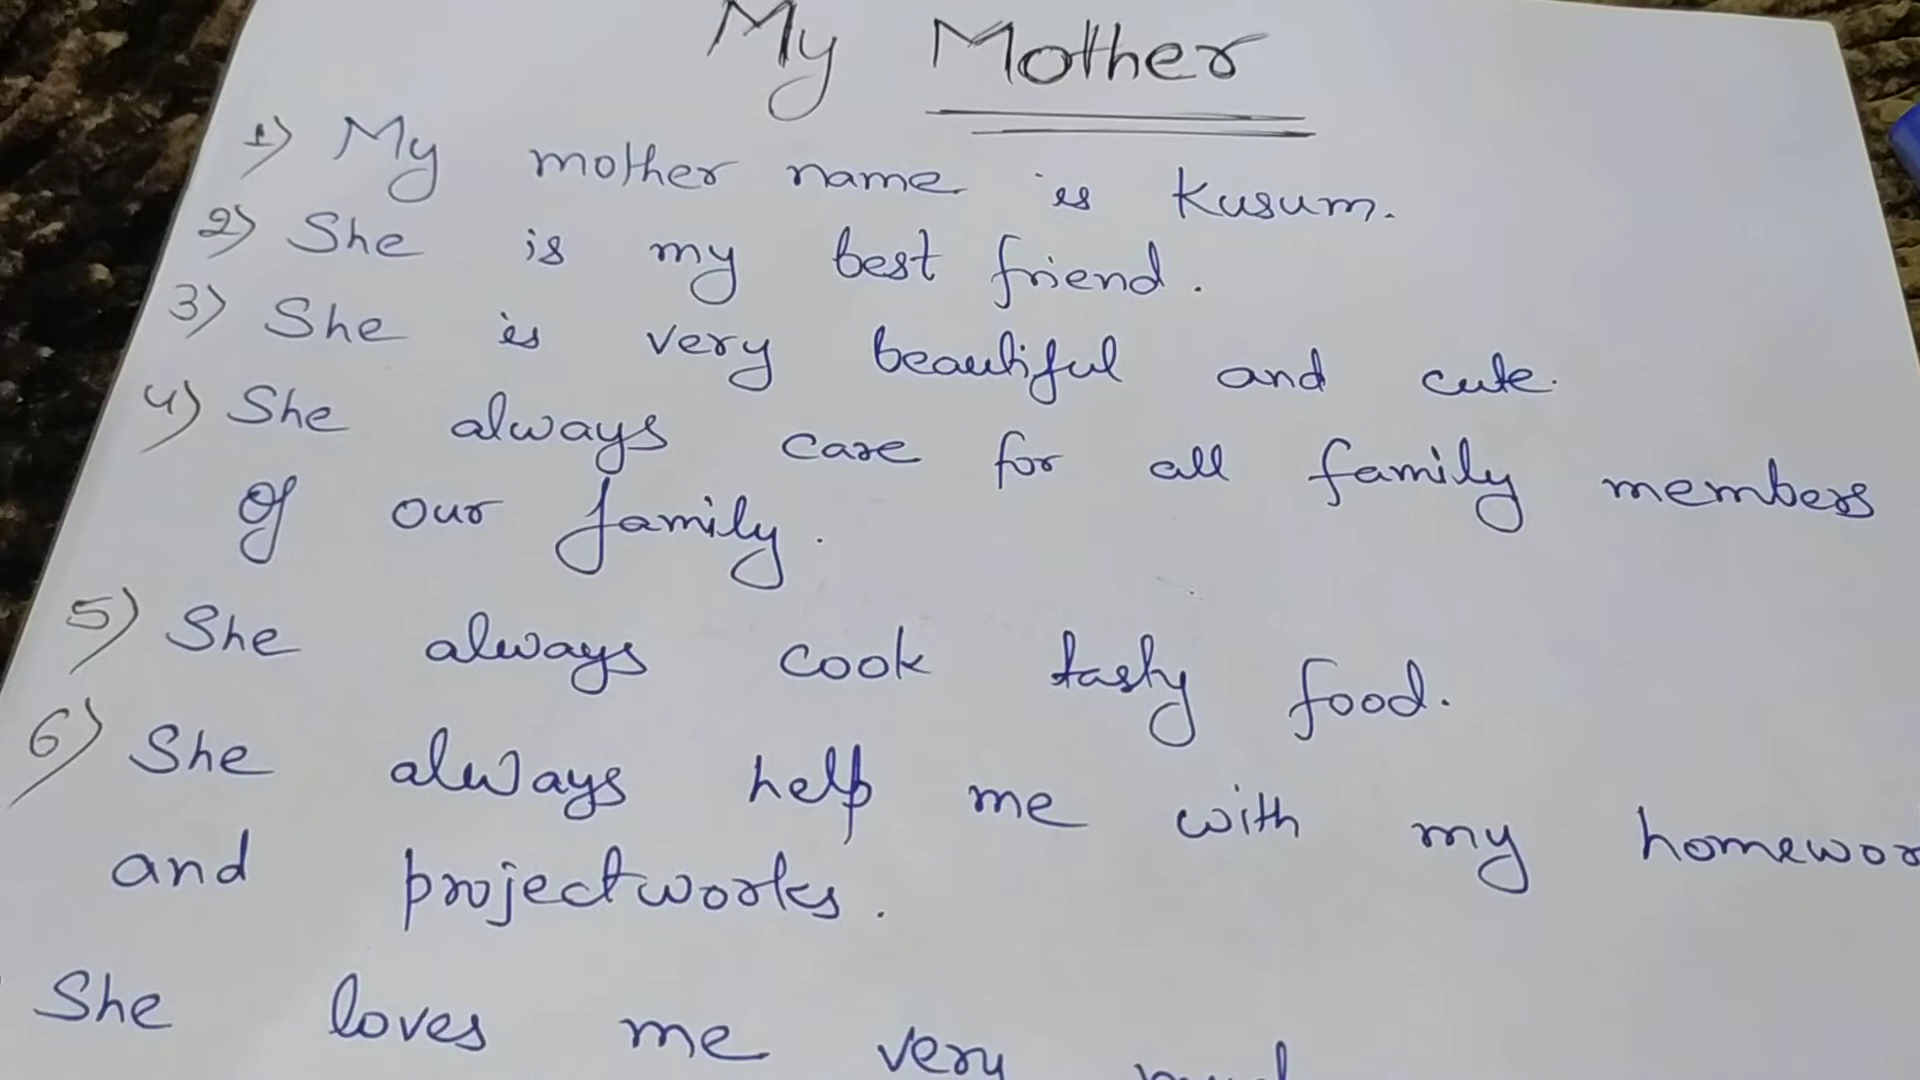 My Mother
1) My mother name is Kusum.
2) She is my best friend.
3) She is very beautiful and cute.
4) She always care for all family members
of our family.
5) She always cook tasty food.
6) She always help me with my homewor
and projectworks.
She loves me very